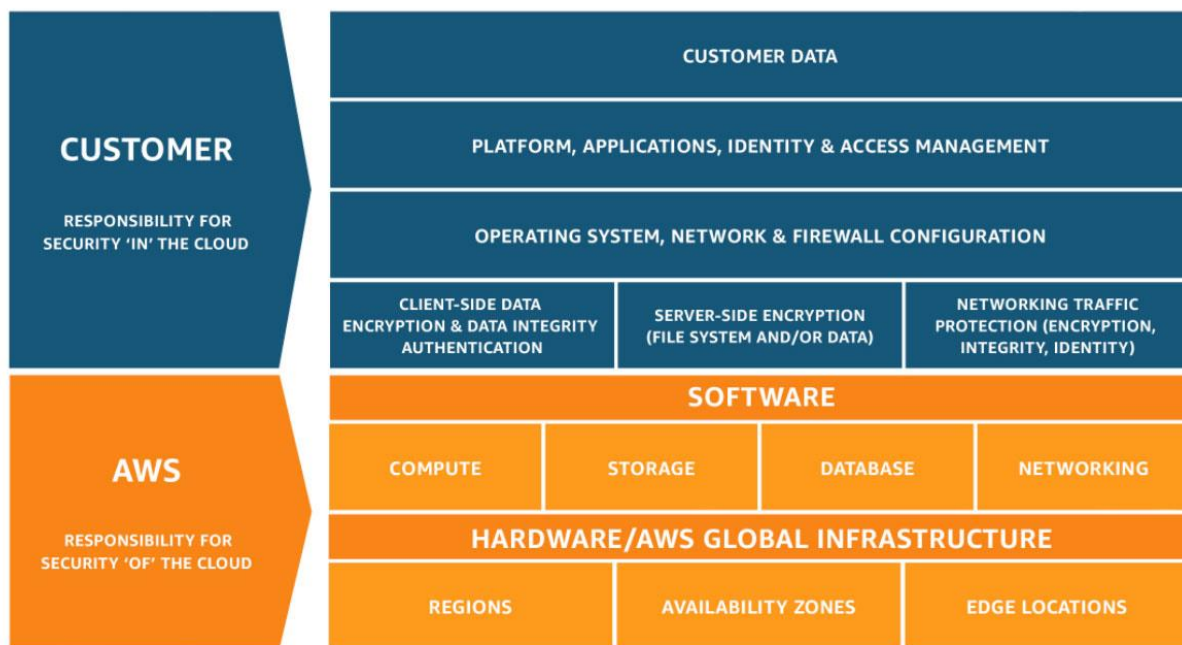 CUSTOMER
RESPONSIBILITY FOR
SECURITY ‘IN’ THE CLOUD
CUSTOMER DATA
PLATFORM, APPLICATIONS, IDENTITY & ACCESS MANAGEMENT
OPERATING SYSTEM, NETWORK & FIREWALL CONFIGURATION
CLIENT-SIDE DATA
ENCRYPTION & DATA INTEGRITY
AUTHENTICATION
SERVER-SIDE ENCRYPTION
(FILE SYSTEM AND/OR DATA)
NETWORKING TRAFFIC
PROTECTION (ENCRYPTION,
INTEGRITY, IDENTITY)
AWS
RESPONSIBILITY FOR
SECURITY ‘OF’ THE CLOUD
SOFTWARE
COMPUTE
STORAGE
DATABASE
NETWORKING
HARDWARE/AWS GLOBAL INFRASTRUCTURE
REGIONS
AVAILABILITY ZONES
EDGE LOCATIONS